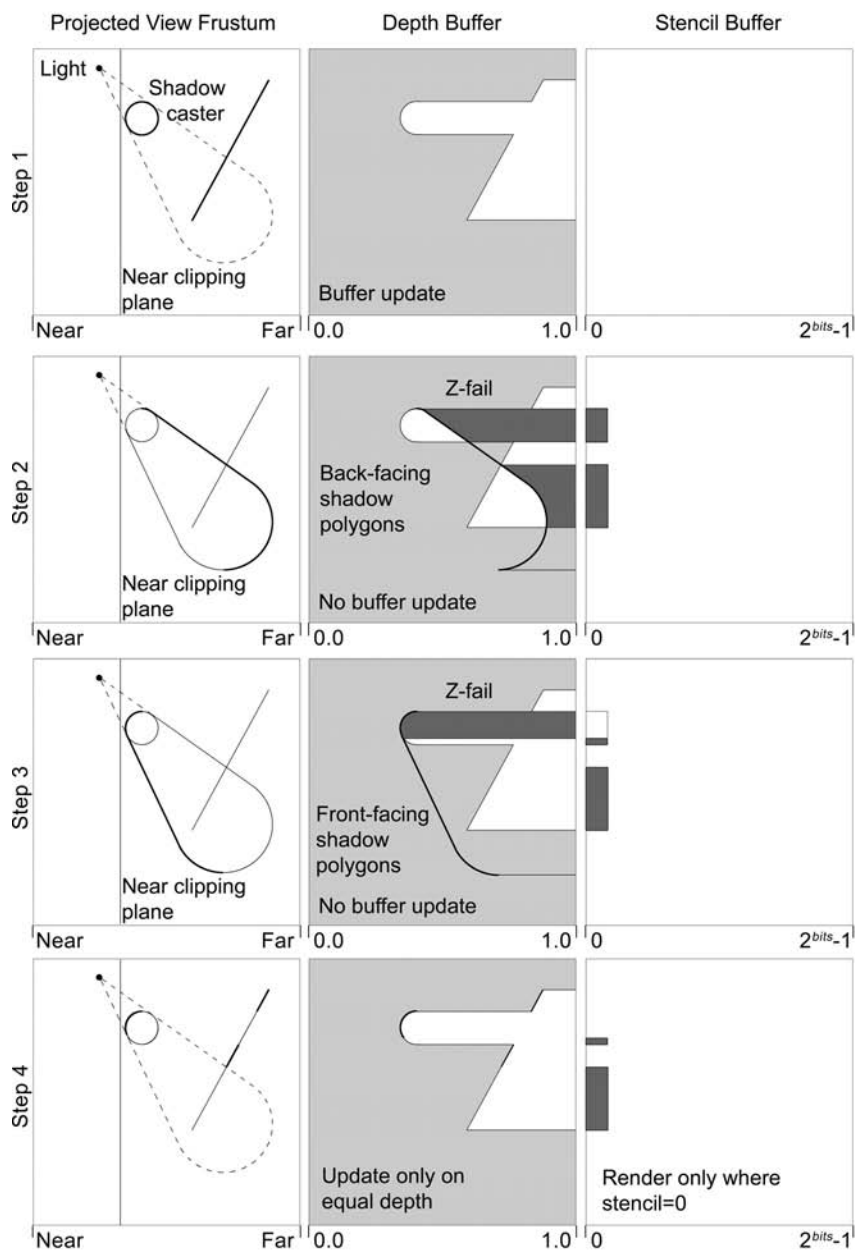 Projected View Frustum
Depth Buffer
Stencil Buffer
Step 1
Light
Shadow
caster
Near clipping
plane
Buffer update
Near
Far
0.0
1.0
0
2^bits-1
Step 2
Near clipping
plane
Z-fail
Back-facing
shadow
polygons
No buffer update
Near
Far
0.0
1.0
0
2^bits-1
Step 3
Near clipping
plane
Z-fail
Front-facing
shadow
polygons
No buffer update
Near
Far
0.0
1.0
0
2^bits-1
Step 4
Update only on
equal depth
Render only where
stencil=0
Near
Far
0.0
1.0
0
2^bits-1